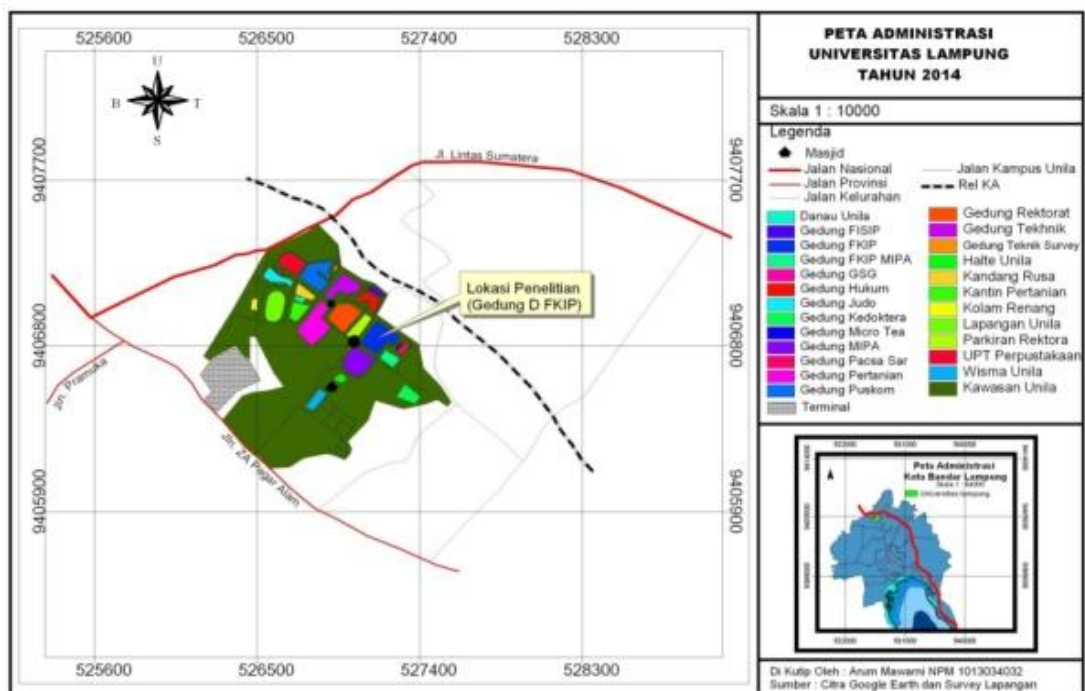 525600 526500 527400 528300
U
B T
S
9407700
9407700
Jl. Lintas Sumatera
Lokasi Penelitian
(Gedung D FKIP)
9406800
9406800
Jln. Pramuka
Jln. ZA Pagar Alam
9405900
9405900
525600 526500 527400 528300
PETA ADMINISTRASI
UNIVERSITAS LAMPUNG
TAHUN 2014
Skala 1 : 10000
Legenda
Masjid
Jalan Nasional
Jalan Provinsi
Jalan Kelurahan
Jalan Kampus Unila
Rel KA
Danau Unila
Gedung FISIP
Gedung FKIP
Gedung FKIP MIPA
Gedung GSG
Gedung Hukum
Gedung Judo
Gedung Kedoktera
Gedung Micro Tea
Gedung MIPA
Gedung Pacsa Sar
Gedung Pertanian
Gedung Puskom
Terminal
Gedung Rektorat
Gedung Tekhnik
Gedung Teknik Survey
Halte Unila
Kandang Rusa
Kantin Pertanian
Kolam Renang
Lapangan Unila
Parkiran Rektora
UPT Perpustakaan
Wisma Unila
Kawasan Unila
Peta Administrasi
Kota Bandar Lampung
Universitas lampung
Di Kutip Oleh : Arum Mawarni NPM 1013034032
Sumber : Citra Google Earth dan Survey Lapangan